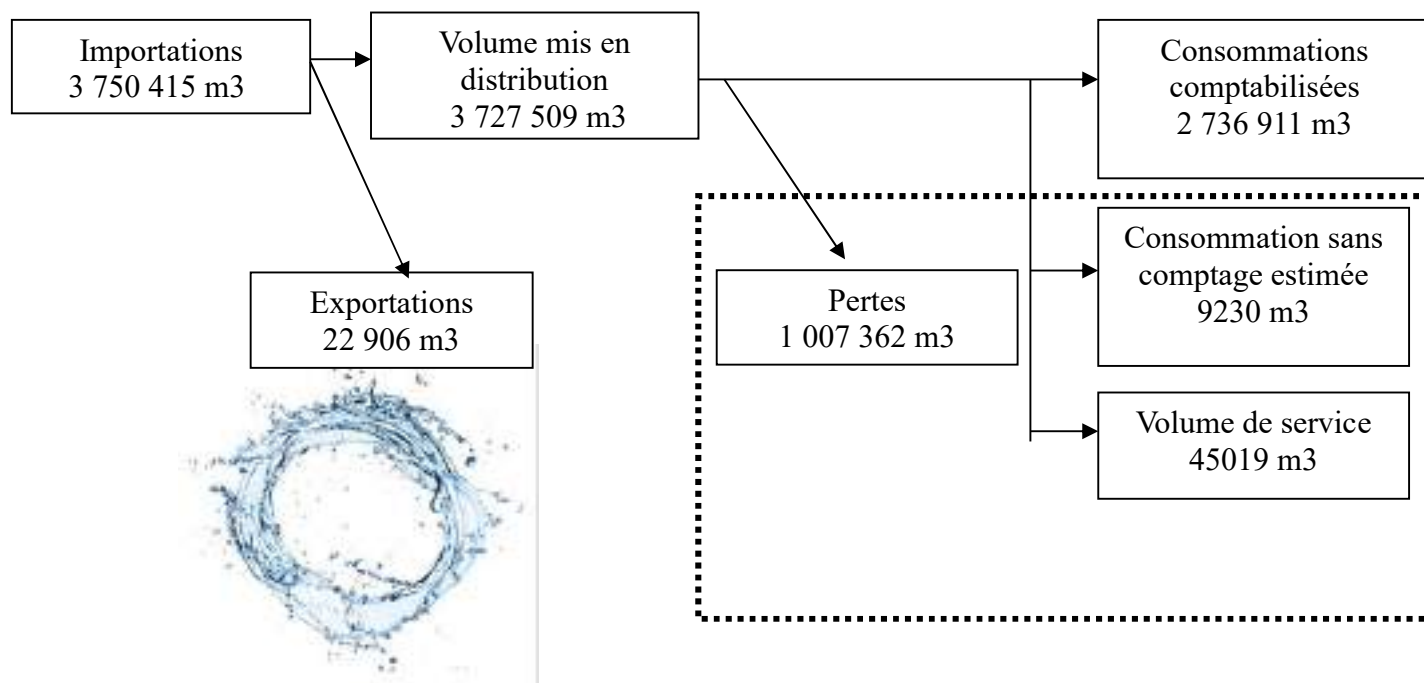 Importations
3 750 415 m3
Volume mis en
distribution
3 727 509 m3
Consommations
comptabilisées
2 736 911 m3
Exportations
22 906 m3
Pertes
1 007 362 m3
Consommation sans
comptage estimée
9230 m3
Volume de service
45019 m3